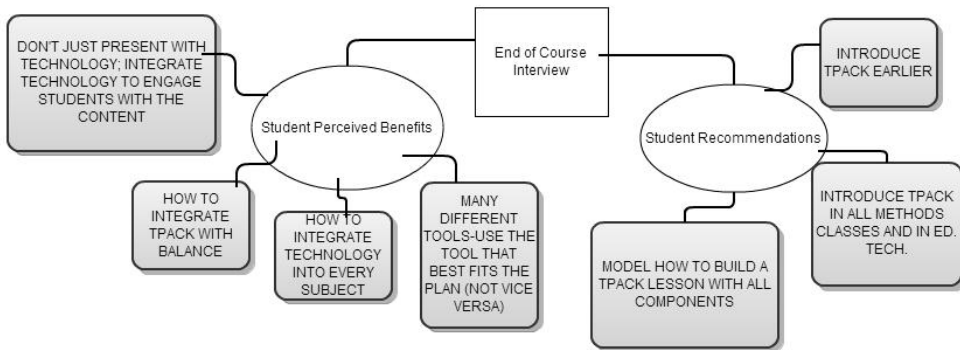 End of Course
Interview
DON'T JUST PRESENT WITH
TECHNOLOGY; INTEGRATE
TECHNOLOGY TO ENGAGE
STUDENTS WITH THE
CONTENT
Student Perceived Benefits
HOW TO
INTEGRATE
TPACK WITH
BALANCE
HOW TO
INTEGRATE
TECHNOLOGY
INTO EVERY
SUBJECT
MANY
DIFFERENT
TOOLS-USE THE
TOOL THAT
BEST FITS THE
PLAN (NOT VICE
VERSA)
INTRODUCE
TPACK EARLIER
Student Recommendations
MODEL HOW TO BUILD A
TPACK LESSON WITH ALL
COMPONENTS
INTRODUCE TPACK
IN ALL METHODS
CLASSES AND IN ED.
TECH.